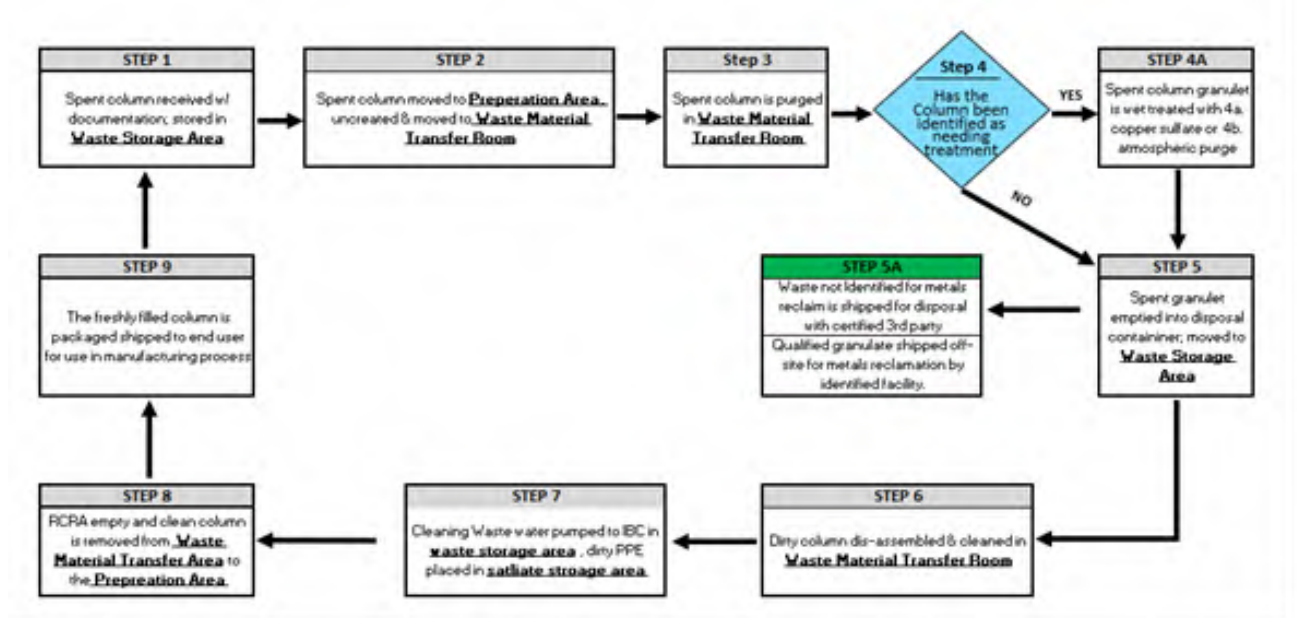 STEP 1
Spent column received w/
documentation; stored in
Waste Storage Area
STEP 2
Spent column moved to Preperation Area,
uncreated & moved to Waste Material
Transfer Room
Step 3
Spent column is purged
in Waste Material
Transfer Room
Step 4
Has the
Column been
identified as
needing
treatment
YES
NO
STEP 4A
Spent column granulet
is wet treated with 4a.
copper sulfate or 4b.
atmospheric purge
STEP 5
Spent granulet
emptied into disposal
containiner; moved to
Waste Storage
Area
STEP 5A
Waste not Identified for metals
reclaim is shipped for disposal
with certified 3rd party
Qualified granulate shipped off-
site for metals reclamation by
identified facility.
STEP 6
Dirty column dis-assembled & cleaned in
Waste Material Transfer Room
STEP 7
Cleaning Waste water pumped to IBC in
waste storage area , dirty PPE
placed in satliate stroage area
STEP 8
RCRA empty and clean column
is removed from Waste
Material Transfer Area to
the Prepreation Area
STEP 9
The freshly filled column is
packaged shipped to end user
for use in manufacturing process